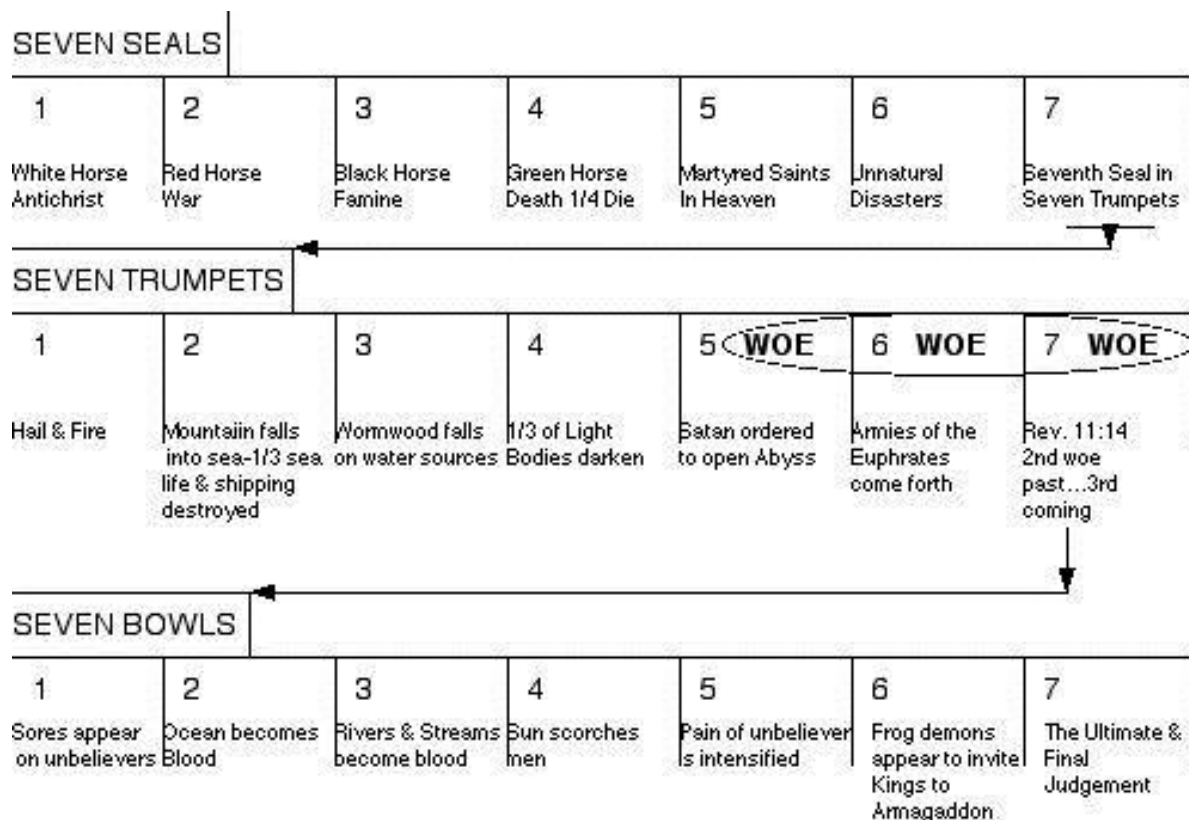 SEVEN SEALS
1
2
3
4
5
6
7
White Horse
Antichrist
Red Horse
War
Black Horse
Famine
Green Horse
Death 1/4 Die
Martyred Saints
In Heaven
Unnatural
Disasters
Seventh Seal in
Seven Trumpets
SEVEN TRUMPETS
1
2
3
4
5 WOE
6 WOE
7 WOE
Hail & Fire
Mountaiin falls
into sea-1/3 sea
life & shipping
destroyed
Wormwood falls
on water sources
1/3 of Light
Bodies darken
Satan ordered
to open Abyss
Armies of the
Euphrates
come forth
Rev. 11:14
2nd woe
past...3rd
coming
SEVEN BOWLS
1
2
3
4
5
6
7
Sores appear
on unbelievers
Ocean becomes
Blood
Rivers & Streams
become blood
Sun scorches
men
Pain of unbeliever
is intensified
Frog demons
appear to invite
Kings to
Armagaddon
The Ultimate &
Final
Judgement